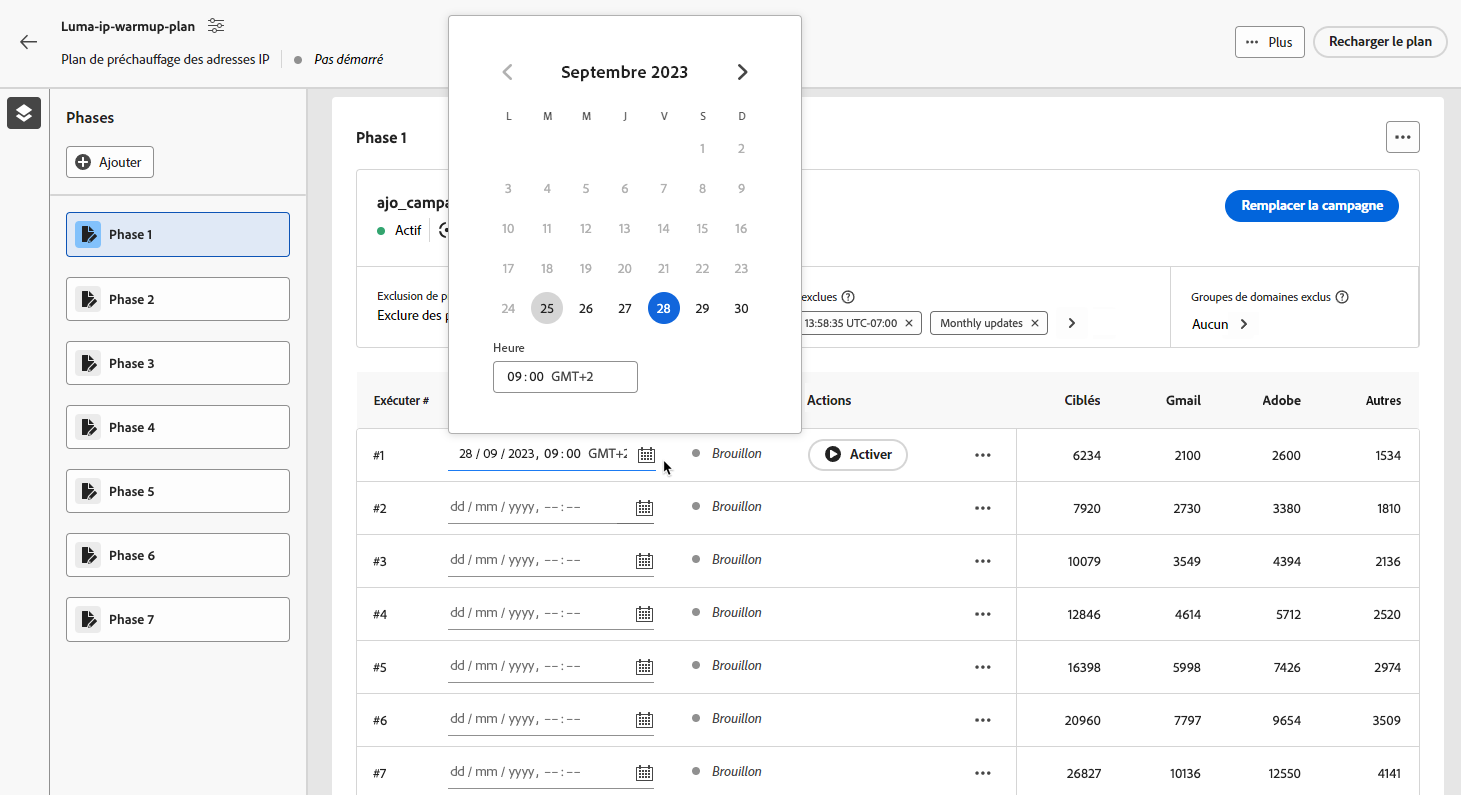 Luma-ip-warmup-plan
Plan de préchauffage des adresses IP
Pas démarré
Plus
Recharger le plan
Phases
Ajouter
Phase 1
Phase 2
Phase 3
Phase 4
Phase 5
Phase 6
Phase 7
Septembre 2023
L M M J V S D
1 2
3 4 5 6 7 8 9
10 11 12 13 14 15 16
17 18 19 20 21 22 23
24 25 26 27 28 29 30
Heure
09:00 GMT+2
Phase 1
ajo_campa
Actif
Remplacer la campagne
Exclusion de p
Exclure des
exclues
13:58:35 UTC-07:00
Monthly updates
Groupes de domaines exclus
Aucun
Exécuter # Actions Ciblés Gmail Adobe Autres
#1 28 / 09 / 2023, 09:00 GMT+2 Brouillon Activer 6234 2100 2600 1534
#2 dd / mm / yyyy, --:-- Brouillon 7920 2730 3380 1810
#3 dd / mm / yyyy, --:-- Brouillon 10079 3549 4394 2136
#4 dd / mm / yyyy, --:-- Brouillon 12846 4614 5712 2520
#5 dd / mm / yyyy, --:-- Brouillon 16398 5998 7426 2974
#6 dd / mm / yyyy, --:-- Brouillon 20960 7797 9654 3509
#7 dd / mm / yyyy, --:-- Brouillon 26827 10136 12550 4141